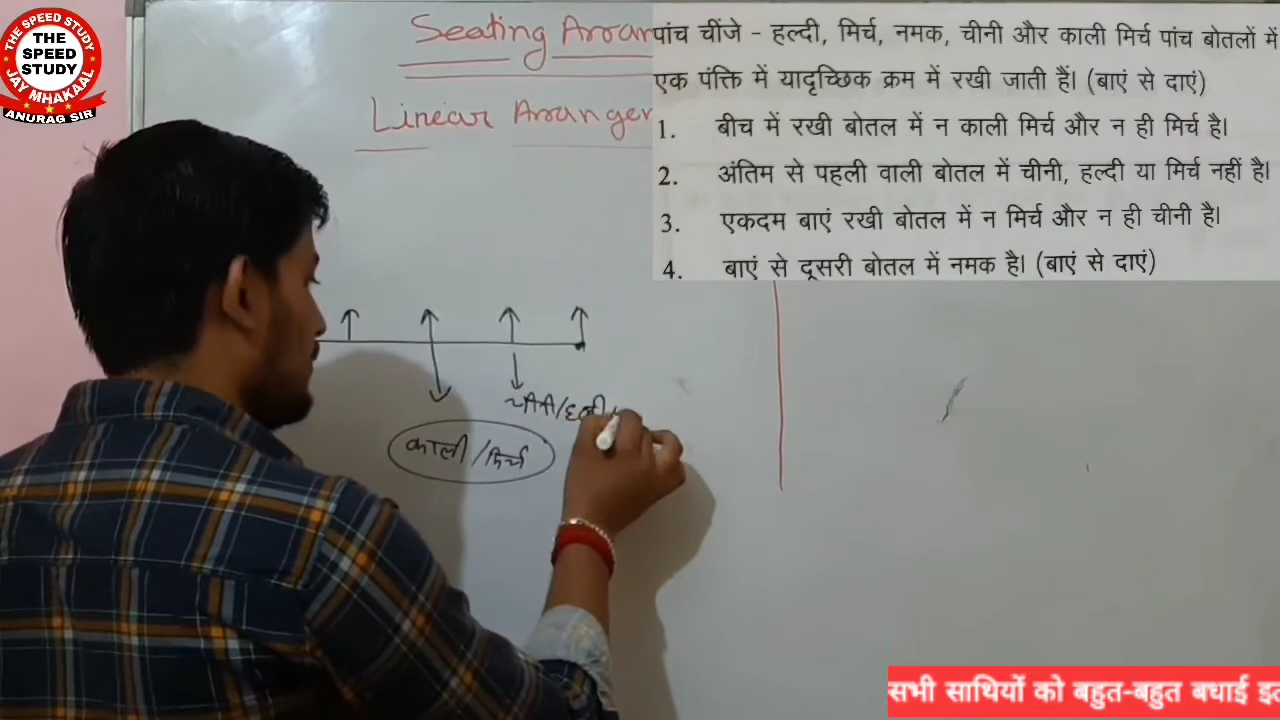 THE SPEED STUDY
THE
SPEED
STUDY
JAY MHAKAAL
ANURAG SIR
Seating Arran
Linear Arranger
पांच चींजे - हल्दी, मिर्च, नमक, चीनी और काली मिर्च पांच बोतलों में
एक पंक्ति में यादृच्छिक क्रम में रखी जाती हैं। (बाएं से दाएं)
1. बीच में रखी बोतल में न काली मिर्च और न ही मिर्च है।
2. अंतिम से पहली वाली बोतल में चीनी, हल्दी या मिर्च नहीं है।
3. एकदम बाएं रखी बोतल में न मिर्च और न ही चीनी है।
4. बाएं से दूसरी बोतल में नमक है। (बाएं से दाएं)
चीनी/हल्दी/
काली/मिर्च
सभी साथियों को बहुत-बहुत बधाई इत